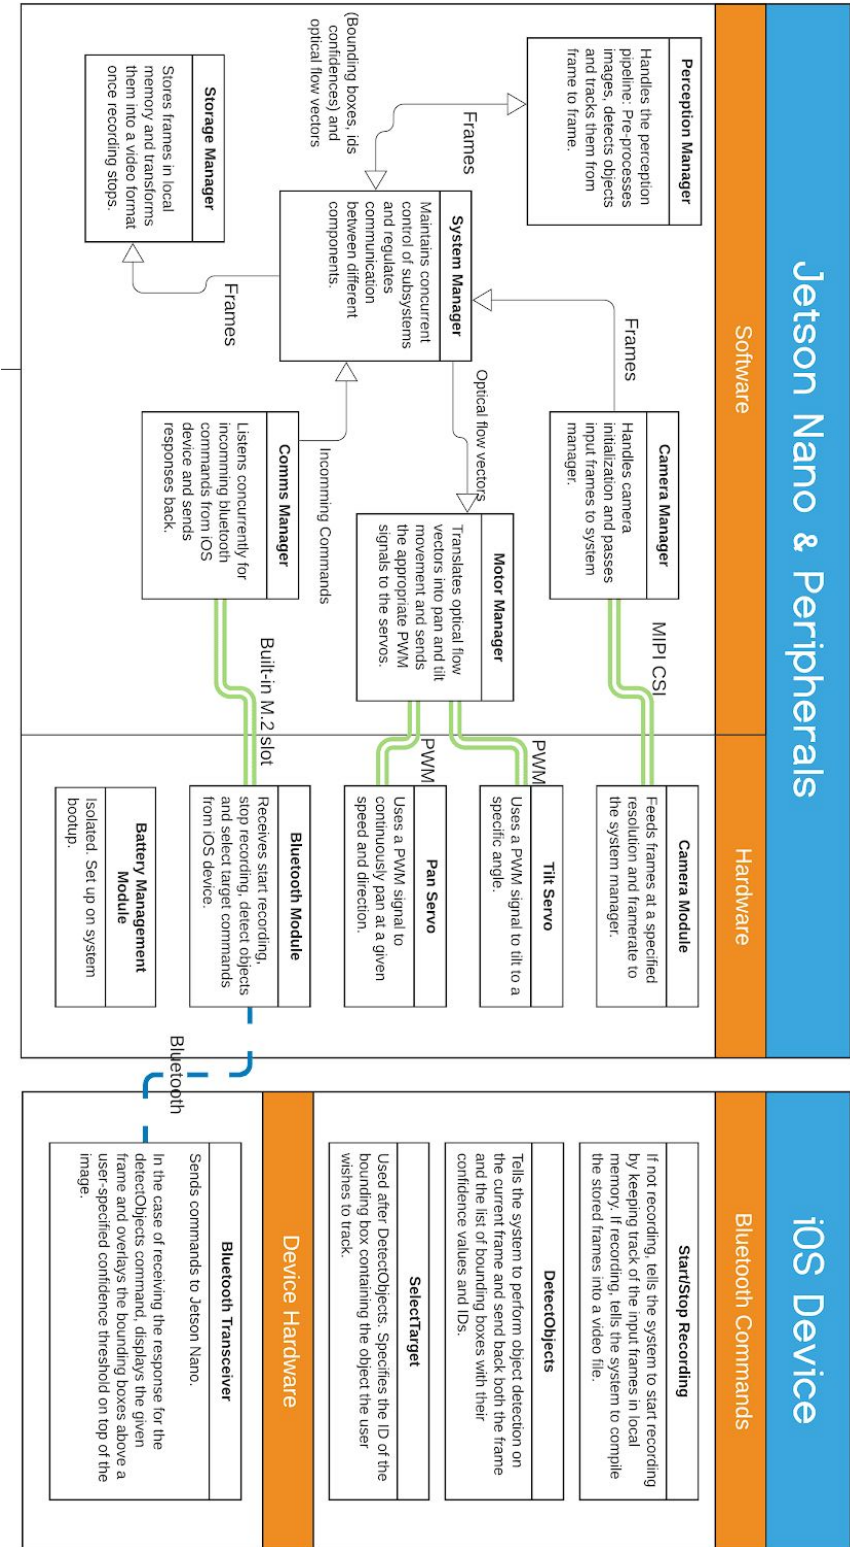 Jetson Nano & Peripherals
Software
Hardware
Perception Manager
Handles the perception
pipeline: Pre-processes
images, detects objects
and tracks them from
frame to frame.
Frames
(Bounding boxes, ids
confidences) and
optical flow vectors
Storage Manager
Stores frames in local
memory and transforms
them into a video format
once recording stops.
System Manager
Maintains concurrent
control of subsystems
and regulates
communication
between different
components.
Frames
Frames
Optical flow vectors
Incomming Commands
Camera Manager
Handles camera
initialization and passes
input frames to system
manager.
Comms Manager
Listens concurrently for
incomming bluetooth
commands from iOS
device and sends
responses back.
Motor Manager
Translates optical flow
vectors into pan and tilt
movement and sends
the appropriate PWM
signals to the servos.
MIPI CSI
PWM
PWM
Built-in M.2 slot
Camera Module
Feeds frames at a specified
resolution and framerate to
the system manager.
Tilt Servo
Uses a PWM signal to tilt to a
specific angle.
Pan Servo
Uses a PWM signal to
continuously pan at a given
speed and direction.
Bluetooth Module
Receives start recording,
stop recording, detect objects
and select target commands
from iOS device.
Battery Management
Module
Isolated. Set up on system
bootup.
Bluetooth
iOS Device
Bluetooth Commands
Start/Stop Recording
If not recording, tells the system to start recording
by keeping track of the input frames in local
memory. If recording, tells the system to compile
the stored frames into a video file.
DetectObjects
Tells the system to perform object detection on
the current frame and send back both the frame
and the list of bounding boxes with their
confidence values and IDs.
SelectTarget
Used after DetectObjects. Specifies the ID of the
bounding box containing the object the user
wishes to track.
Device Hardware
Bluetooth Transceiver
Sends commands to Jetson Nano.
In the case of receiving the response for the
detectObjects command, displays the given
frame and overlays the bounding boxes above a
user-specified confidence threshold on top of the
image.